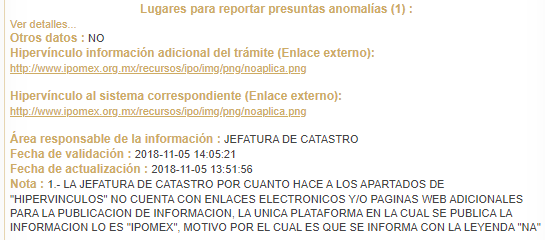 Lugares para reportar presuntas anomalías (1) :
Ver detalles...
Otros datos : NO
Hipervínculo información adicional del trámite (Enlace externo):
http://www.ipomex.org.mx/recursos/ipo/img/png/noaplica.png
Hipervínculo al sistema correspondiente (Enlace externo):
http://www.ipomex.org.mx/recursos/ipo/img/png/noaplica.png
Área responsable de la información : JEFATURA DE CATASTRO
Fecha de validación : 2018-11-05 14:05:21
Fecha de actualización : 2018-11-05 13:51:56
Nota : 1.- LA JEFATURA DE CATASTRO POR CUANTO HACE A LOS APARTADOS DE
"HIPERVINCULOS" NO CUENTA CON ENLACES ELECTRONICOS Y/O PAGINAS WEB ADICIONALES
PARA LA PUBLICACION DE INFORMACION, LA UNICA PLATAFORMA EN LA CUAL SE PUBLICA LA
INFORMACION LO ES "IPOMEX", MOTIVO POR EL CUAL ES QUE SE INFORMA CON LA LEYENDA "NA"